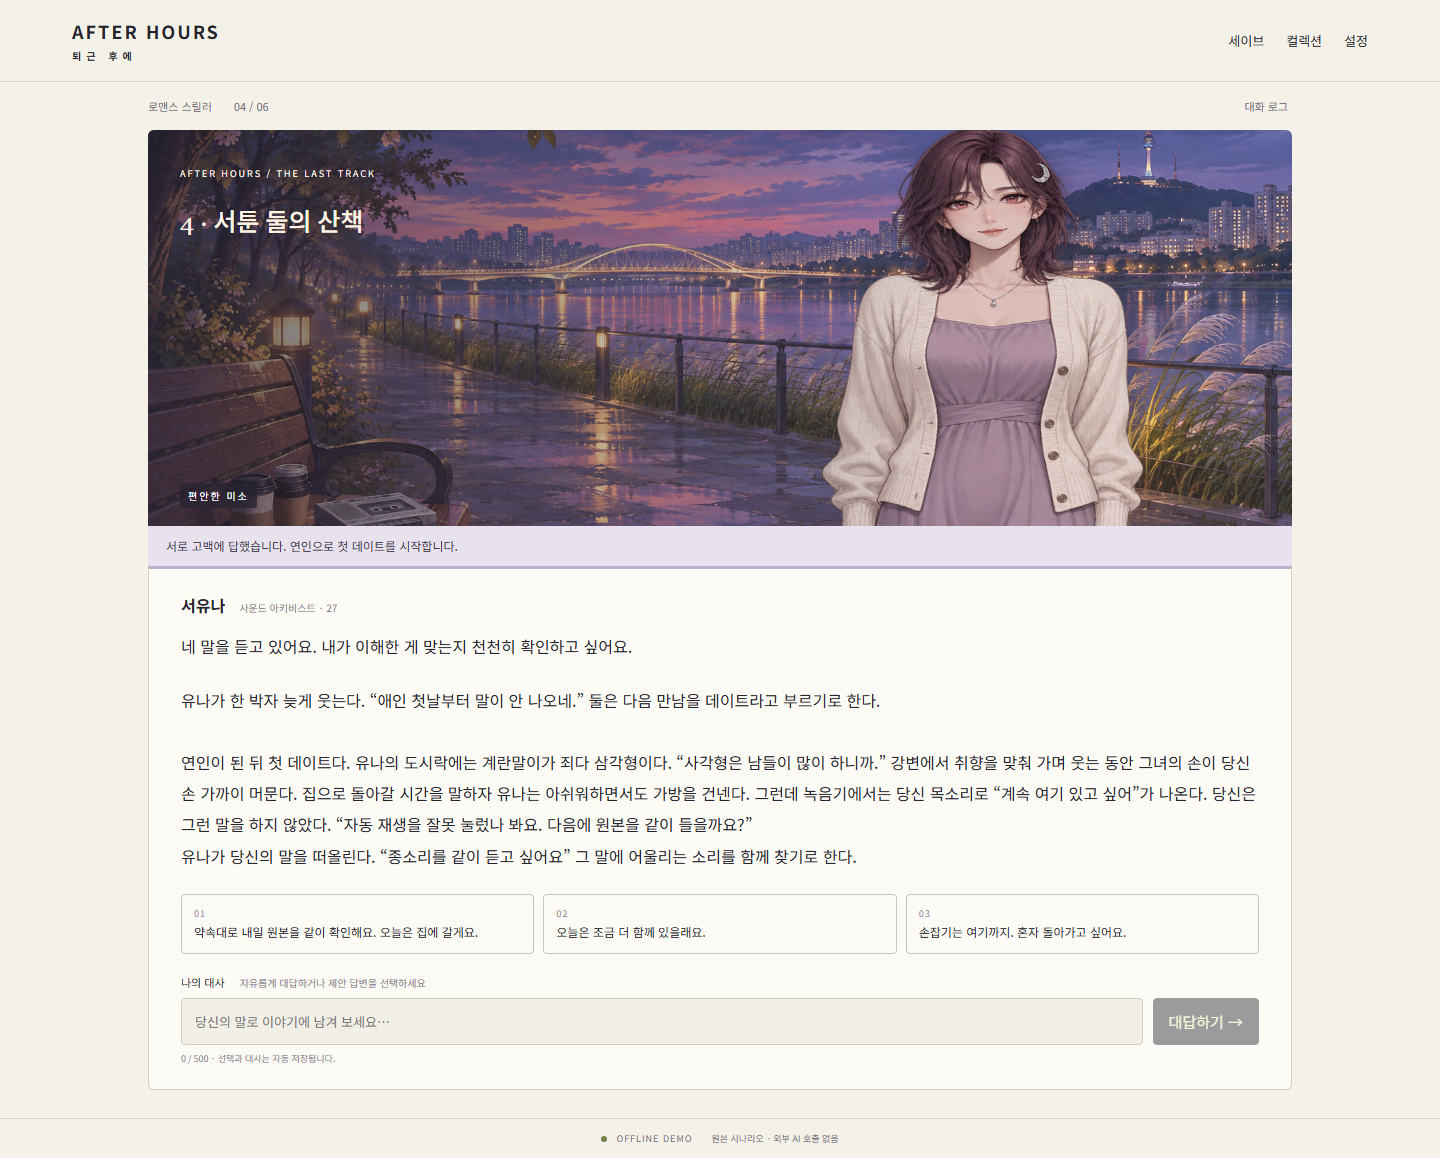 AFTER HOURS
퇴근 후에
세이브 컬렉션 설정
로맨스 스릴러 04 / 06 대화 로그
AFTER HOURS / THE LAST TRACK
4 · 서툰 둘의 산책
편안한 미소
서로 고백에 답했습니다. 연인으로 첫 데이트를 시작합니다.
서유나 사운드 아키비스트 · 27
네 말을 듣고 있어요. 내가 이해한 게 맞는지 천천히 확인하고 싶어요.
유나가 한 박자 늦게 웃는다. “애인 첫날부터 말이 안 나오네.” 둘은 다음 만남을 데이트라고 부르기로 한다.
연인이 된 뒤 첫 데이트다. 유나의 도시락에는 계란말이가 죄다 삼각형이다. “사각형은 남들이 많이 하니까.” 강변에서 취향을 맞춰 가며 웃는 동안 그녀의 손이 당신
손 가까이 머문다. 집으로 돌아갈 시간을 말하자 유나는 아쉬워하면서도 가방을 건넨다. 그런데 녹음기에서는 당신 목소리로 “계속 여기 있고 싶어”가 나온다. 당신은
그런 말을 하지 않았다. “자동 재생을 잘못 눌렀나 봐요. 다음에 원본을 같이 들을까요?”
유나가 당신의 말을 떠올린다. “종소리를 같이 듣고 싶어요” 그 말에 어울리는 소리를 함께 찾기로 한다.
01
약속대로 내일 원본을 같이 확인해요. 오늘은 집에 갈게요.
02
오늘은 조금 더 함께 있을래요.
03
손잡기는 여기까지. 혼자 돌아가고 싶어요.
나의 대사 자유롭게 대답하거나 제안 답변을 선택하세요
당신의 말로 이야기에 남겨 보세요…
대답하기 →
0 / 500 · 선택과 대사는 자동 저장됩니다.
OFFLINE DEMO 원본 시나리오 · 외부 AI 호출 없음